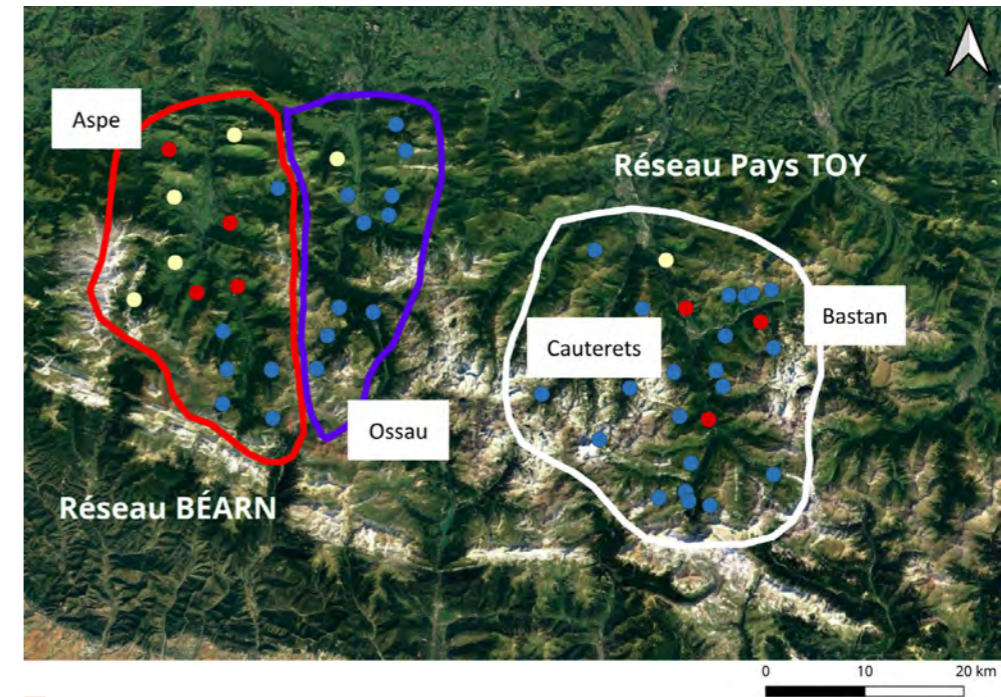 Aspe
Réseau Pays TOY
Bastan
Cauterets
Ossau
Réseau BÉARN
0 10 20 km